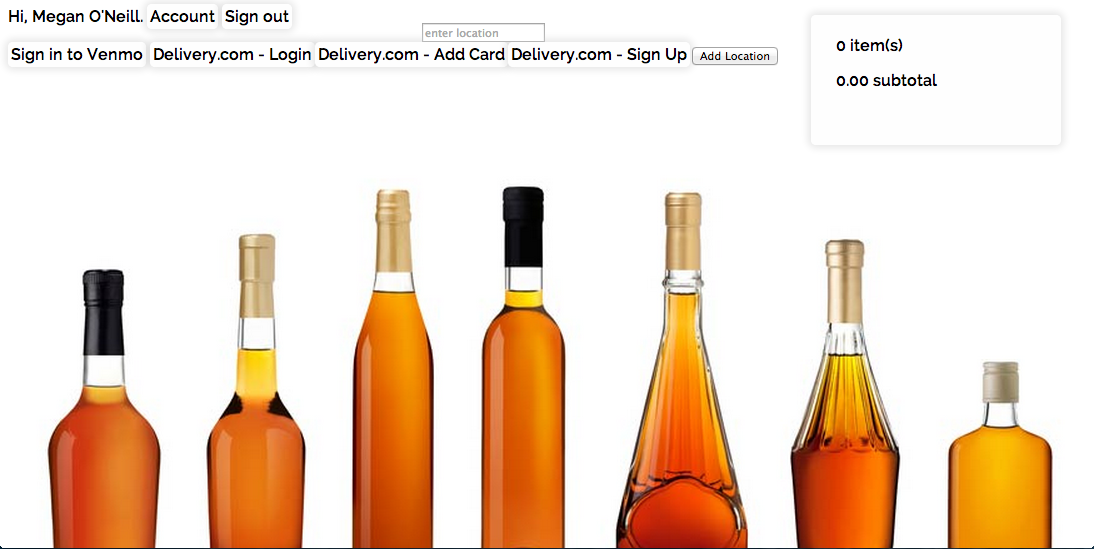 Hi, Megan O'Neill. Account Sign out
enter location
Sign in to Venmo Delivery.com - Login Delivery.com - Add Card Delivery.com - Sign Up Add Location
0 item(s)
0.00 subtotal